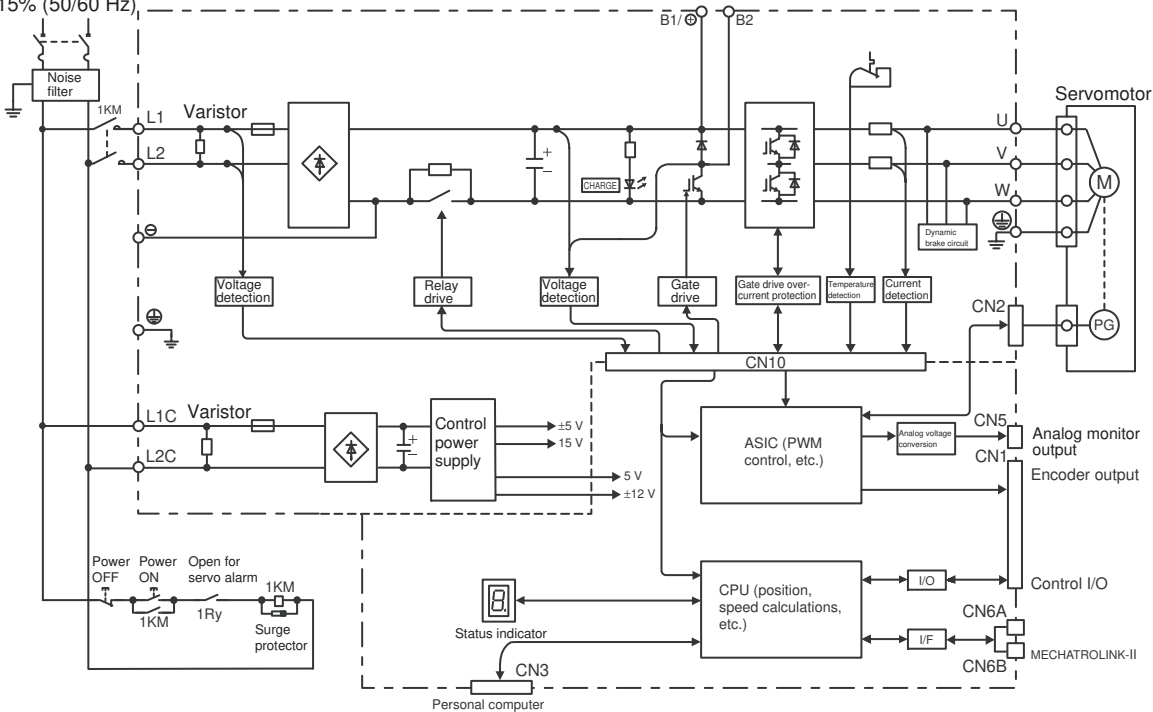 15% (50/60 Hz)
Noise
filter
1KM
L1
Varistor
L2
B1/
B2
+
–
CHARGE
U
V
W
Servomotor
M
Dynamic
brake circuit
Voltage
detection
Relay
drive
Voltage
detection
Gate
drive
Gate drive over-
current protection
Temperature
detection
Current
detection
CN2
PG
CN10
L1C
Varistor
L2C
+
–
Control
power
supply
±5 V
15 V
5 V
±12 V
ASIC (PWM
control, etc.)
Analog voltage
conversion
CN5
Analog monitor
output
CN1
Encoder output
Power
OFF
Power
ON
Open for
servo alarm
1KM
1KM
1Ry
Surge
protector
Status indicator
CPU (position,
speed calculations,
etc.)
I/O
Control I/O
CN6A
I/F
MECHATROLINK-II
CN6B
CN3
Personal computer